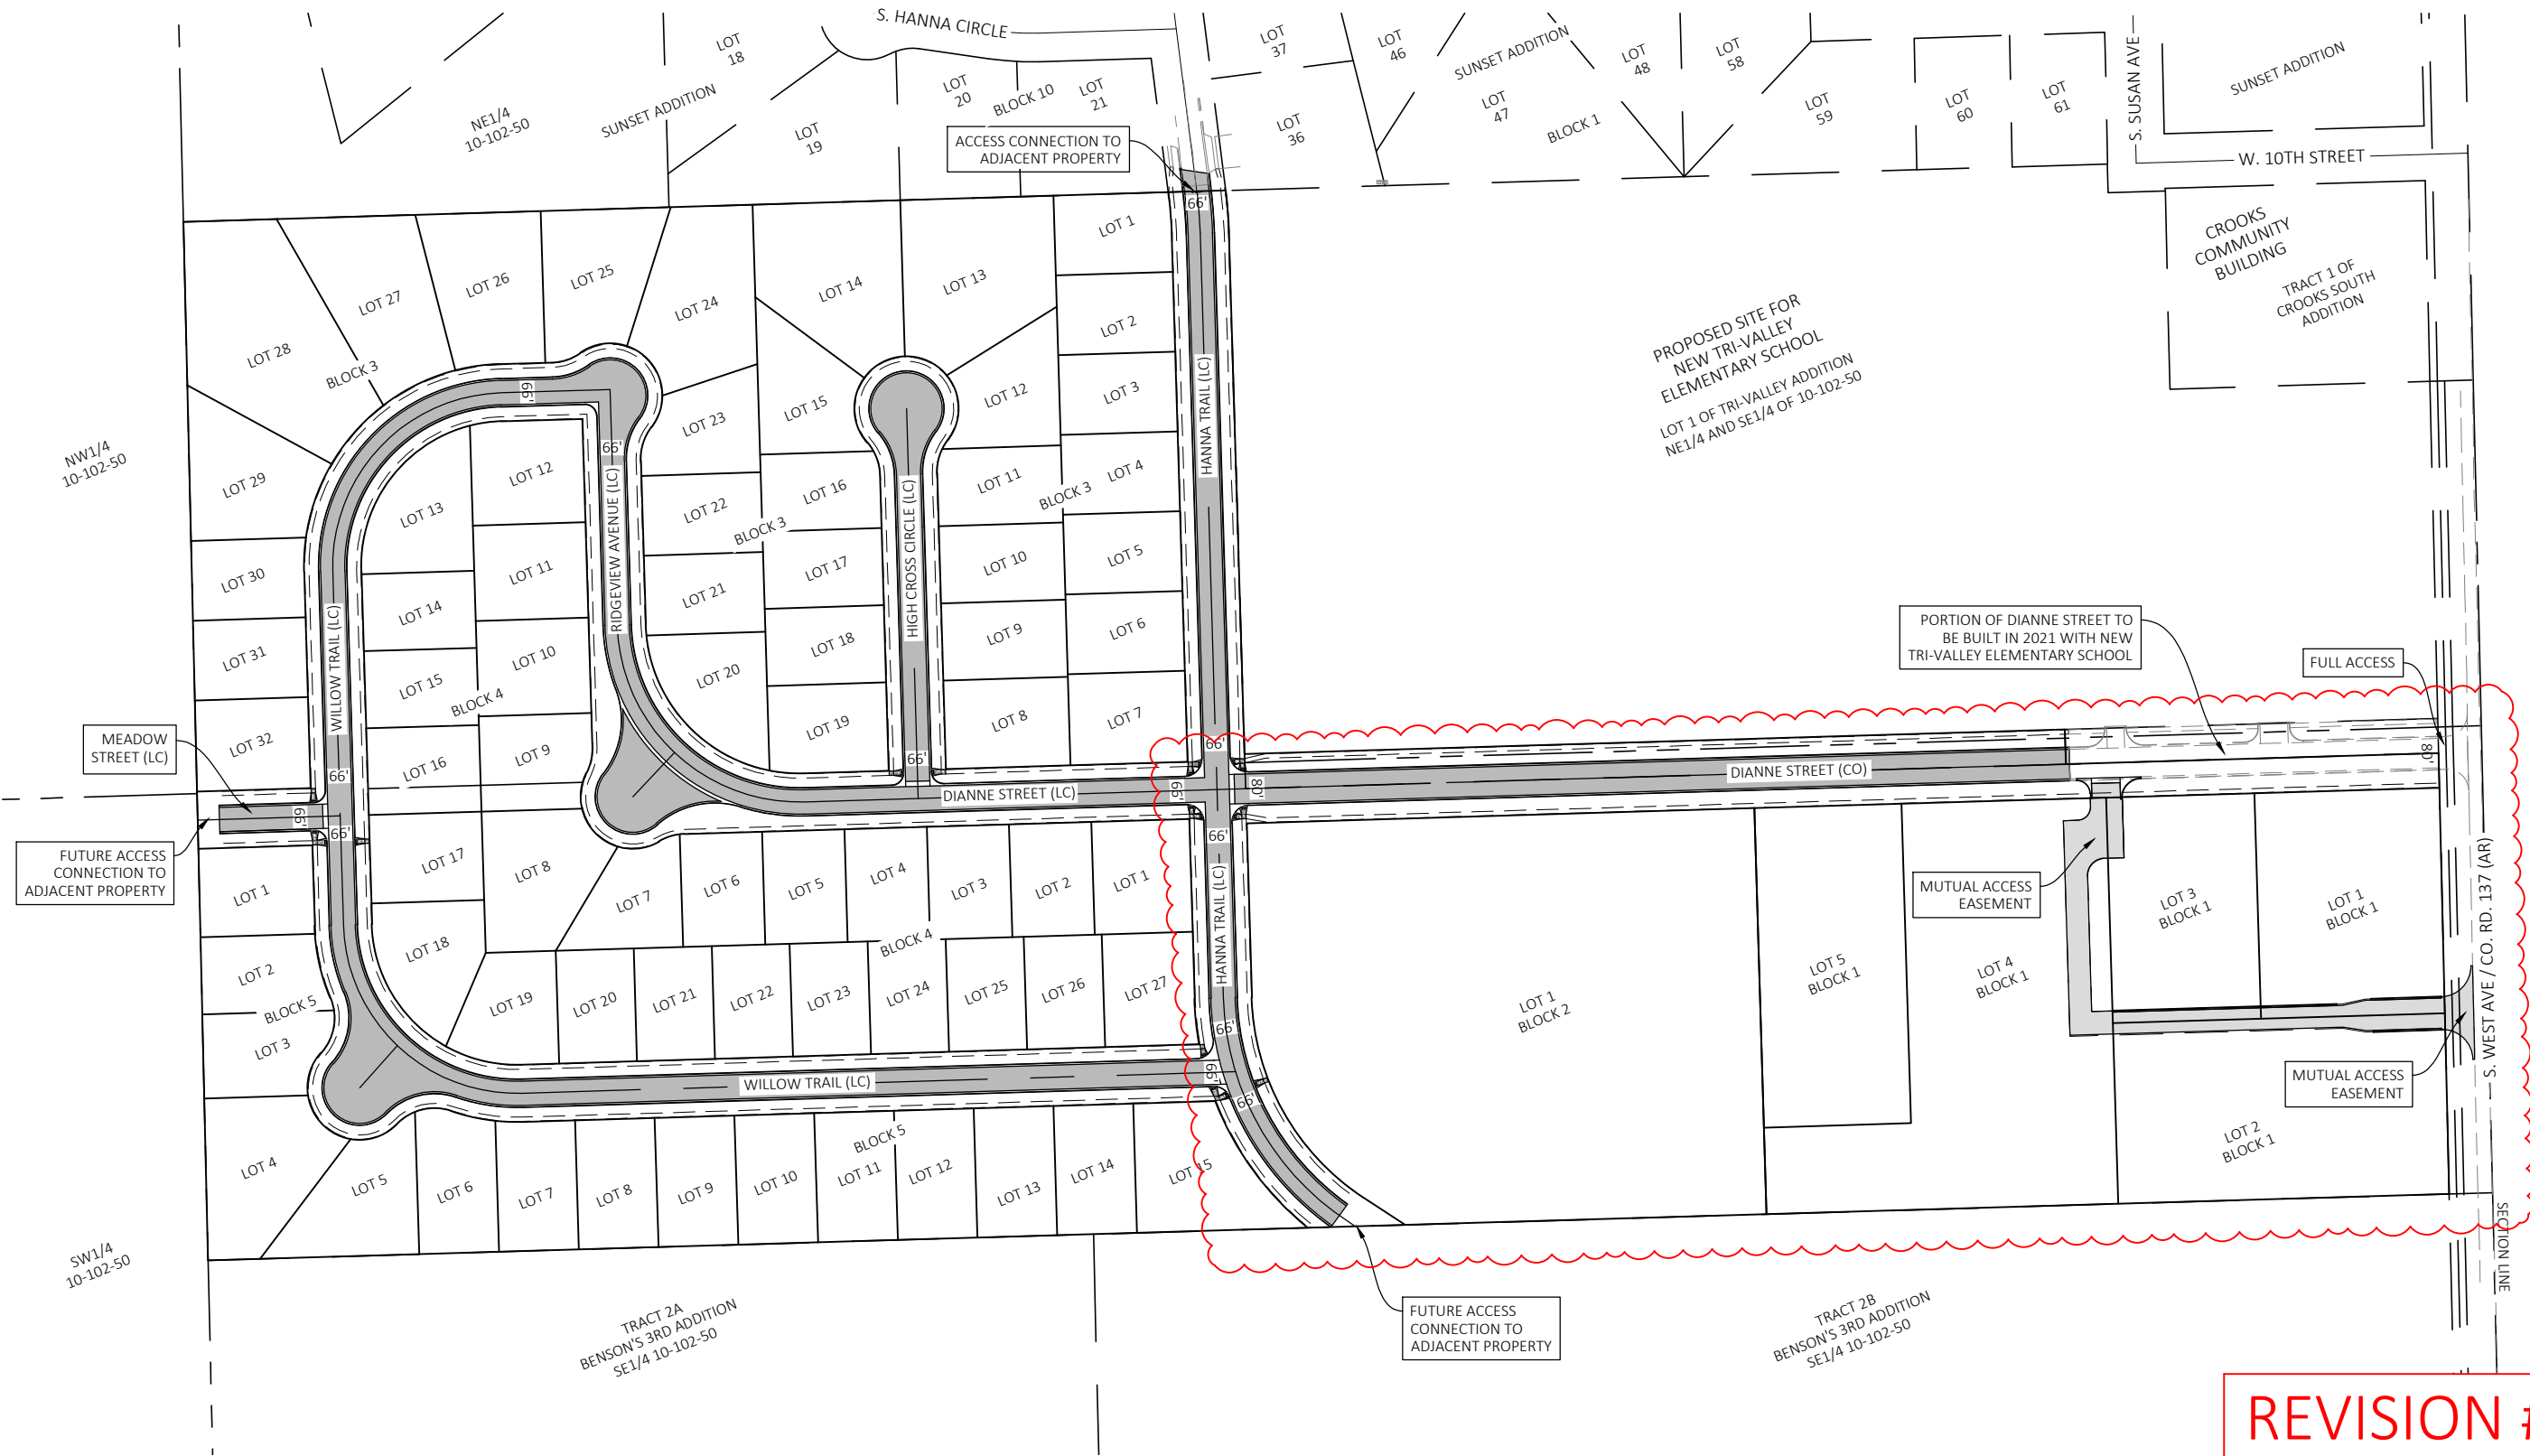 S. HANNA CIRCLE
LOT
18
LOT
37
LOT
46
SUNSET ADDITION
LOT
48
LOT
58
S. SUSAN AVE
SUNSET ADDITION
NE1/4
10-102-50
SUNSET ADDITION
LOT
19
LOT
20
BLOCK 10
LOT
21
LOT
36
LOT
47
BLOCK 1
LOT
59
LOT
60
LOT
61
W. 10TH STREET
ACCESS CONNECTION TO
ADJACENT PROPERTY
66'
CROOKS
COMMUNITY
BUILDING
TRACT 1 OF
CROOKS SOUTH
ADDITION
PROPOSED SITE FOR
NEW TRI-VALLEY
ELEMENTARY SCHOOL
LOT 1 OF TRI-VALLEY ADDITION
NE1/4 AND SE1/4 OF 10-102-50
NW1/4
10-102-50
LOT 28
LOT 27
LOT 26
LOT 25
LOT 24
LOT 14
LOT 13
LOT 1
LOT 2
BLOCK 3
66'
66'
LOT 23
LOT 15
LOT 12
LOT 3
HANNA TRAIL (LC)
LOT 29
LOT 13
LOT 12
RIDGEVIEW AVENUE (LC)
LOT 22
BLOCK 3
LOT 16
HIGH CROSS CIRCLE (LC)
LOT 11
BLOCK 3
LOT 4
LOT 30
LOT 14
LOT 11
LOT 21
LOT 17
LOT 10
LOT 5
LOT 31
WILLOW TRAIL (LC)
LOT 15
BLOCK 4
LOT 10
LOT 20
LOT 18
LOT 9
LOT 6
LOT 32
LOT 16
LOT 9
LOT 19
LOT 8
LOT 7
PORTION OF DIANNE STREET TO
BE BUILT IN 2021 WITH NEW
TRI-VALLEY ELEMENTARY SCHOOL
FULL ACCESS
MEADOW
STREET (LC)
66'
66'
66'
66'
66'
DIANNE STREET (LC)
66'
80'
66'
DIANNE STREET (CO)
80'
FUTURE ACCESS
CONNECTION TO
ADJACENT PROPERTY
LOT 1
LOT 17
LOT 8
LOT 7
LOT 6
LOT 5
LOT 4
LOT 3
LOT 2
LOT 1
HANNA TRAIL (LC)
MUTUAL ACCESS
EASEMENT
LOT 3
BLOCK 1
LOT 1
BLOCK 1
S. WEST AVE / CO. RD. 137 (AR)
LOT 2
BLOCK 5
LOT 3
LOT 18
BLOCK 4
LOT 19
LOT 20
LOT 21
LOT 22
LOT 23
LOT 24
LOT 25
LOT 26
LOT 27
LOT 1
BLOCK 2
LOT 5
BLOCK 1
LOT 4
BLOCK 1
66'
66'
66'
WILLOW TRAIL (LC)
MUTUAL ACCESS
EASEMENT
LOT 4
LOT 5
LOT 6
LOT 7
LOT 8
LOT 9
LOT 10
BLOCK 5
LOT 11
LOT 12
LOT 13
LOT 14
LOT 15
LOT 2
BLOCK 1
SECTION LINE
SW1/4
10-102-50
TRACT 2A
BENSON'S 3RD ADDITION
SE1/4 10-102-50
FUTURE ACCESS
CONNECTION TO
ADJACENT PROPERTY
TRACT 2B
BENSON'S 3RD ADDITION
SE1/4 10-102-50
REVISION #